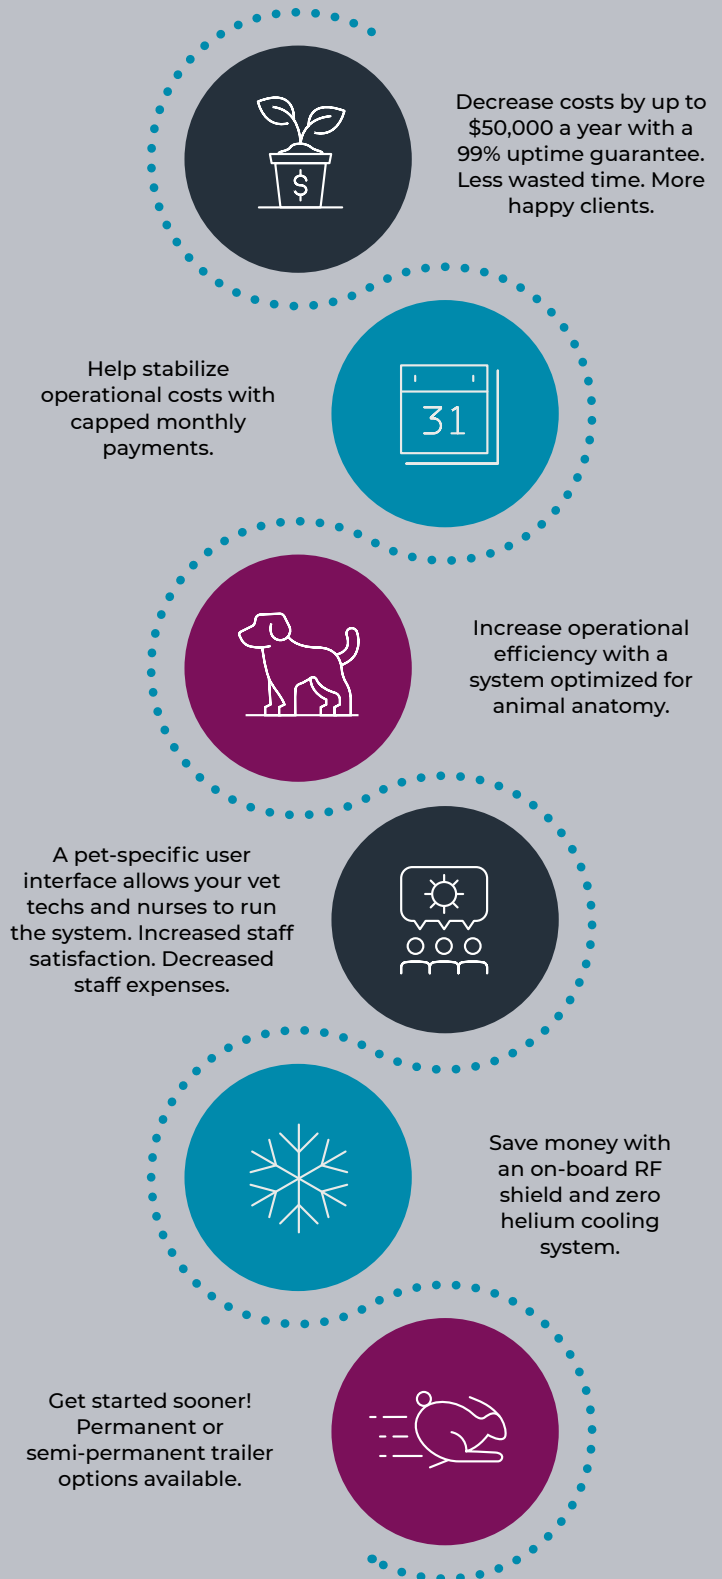 Decrease costs by up to
$50,000 a year with a
99% uptime guarantee.
Less wasted time. More
happy clients.
$
Help stabilize
operational costs with
capped monthly
payments.
31
Increase operational
efficiency with a
system optimized for
animal anatomy.
A pet-specific user
interface allows your vet
techs and nurses to run
the system. Increased staff
satisfaction. Decreased
staff expenses.
Save money with
an on-board RF
shield and zero
helium cooling
system.
Get started sooner!
Permanent or
semi-permanent trailer
options available.